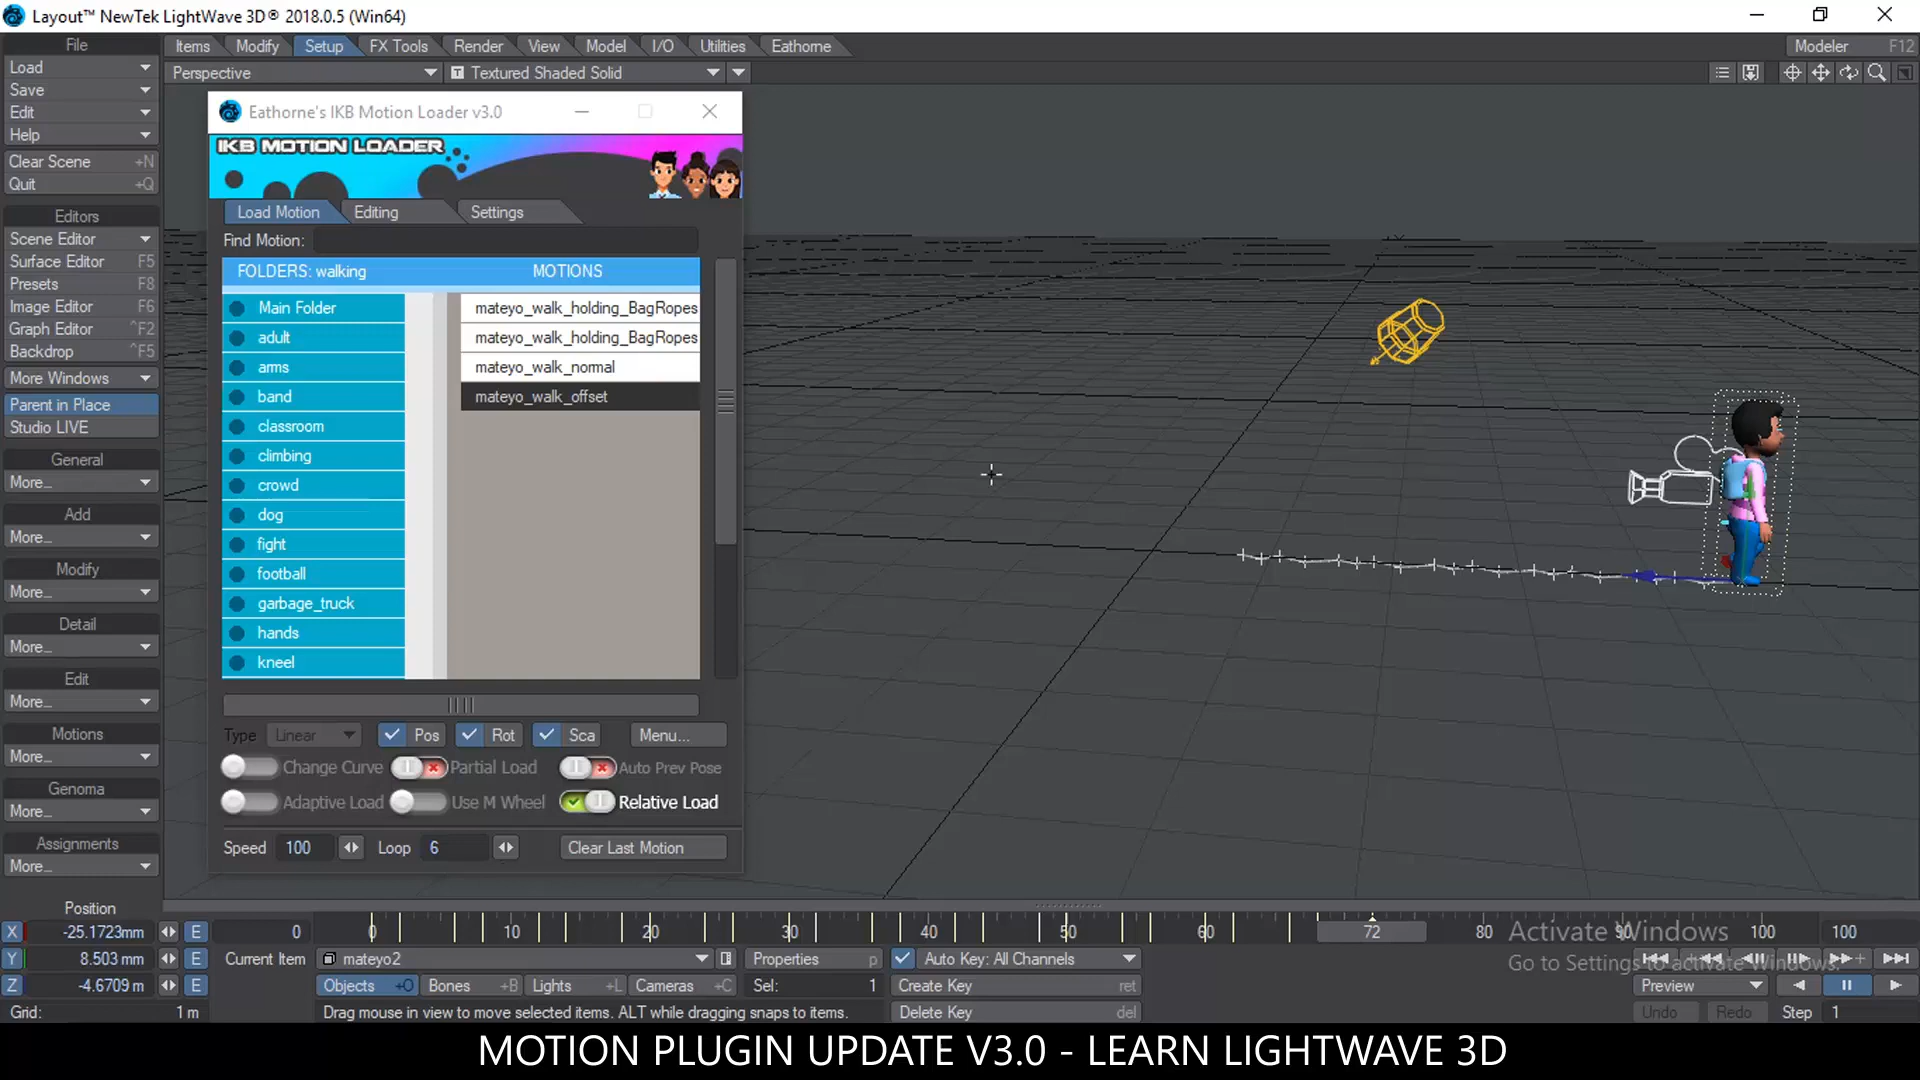 Layout™ NewTek LightWave 3D® 2018.0.5 (Win64)
File
Items Modify Setup FX Tools Render View Model I/O Utilities Eathorne Modeler F12
Load
Perspective T Textured Shaded Solid
Save
Edit
Help
Clear Scene +N
Quit +Q
Editors
Scene Editor
Surface Editor F5
Presets F8
Image Editor F6
Graph Editor ^F2
Backdrop ^F5
More Windows
Parent in Place
Studio LIVE
General
More...
Add
More...
Modify
More...
Detail
More...
Edit
More...
Motions
More...
Genoma
More...
Assignments
More...
Eathorne's IKB Motion Loader v3.0
IKB MOTION LOADER
Load Motion Editing Settings
Find Motion:
FOLDERS: walking MOTIONS
Main Folder mateyo_walk_holding_BagRopes
adult mateyo_walk_holding_BagRopes
arms mateyo_walk_normal
band mateyo_walk_offset
classroom
climbing
crowd
dog
fight
football
garbage_truck
hands
kneel
Type Linear Pos Rot Sca Menu...
Change Curve Partial Load Auto Prev Pose
Adaptive Load Use M Wheel Relative Load
Speed 100 Loop 6 Clear Last Motion
Position
X -25.1723mm E 0 0 10 20 30 40 50 60 72 80 90 100 100
Y 8.503 mm E Current Item mateyo2 Properties p Auto Key: All Channels
Z -4.6709 m E Objects +O Bones +B Lights +L Cameras +C Sel: 1 Create Key ret Preview
Grid: 1 m Drag mouse in view to move selected items. ALT while dragging snaps to items. Delete Key del Undo Redo Step 1
Activate Windows
Go to Settings to activate Windows.
MOTION PLUGIN UPDATE V3.0 - LEARN LIGHTWAVE 3D